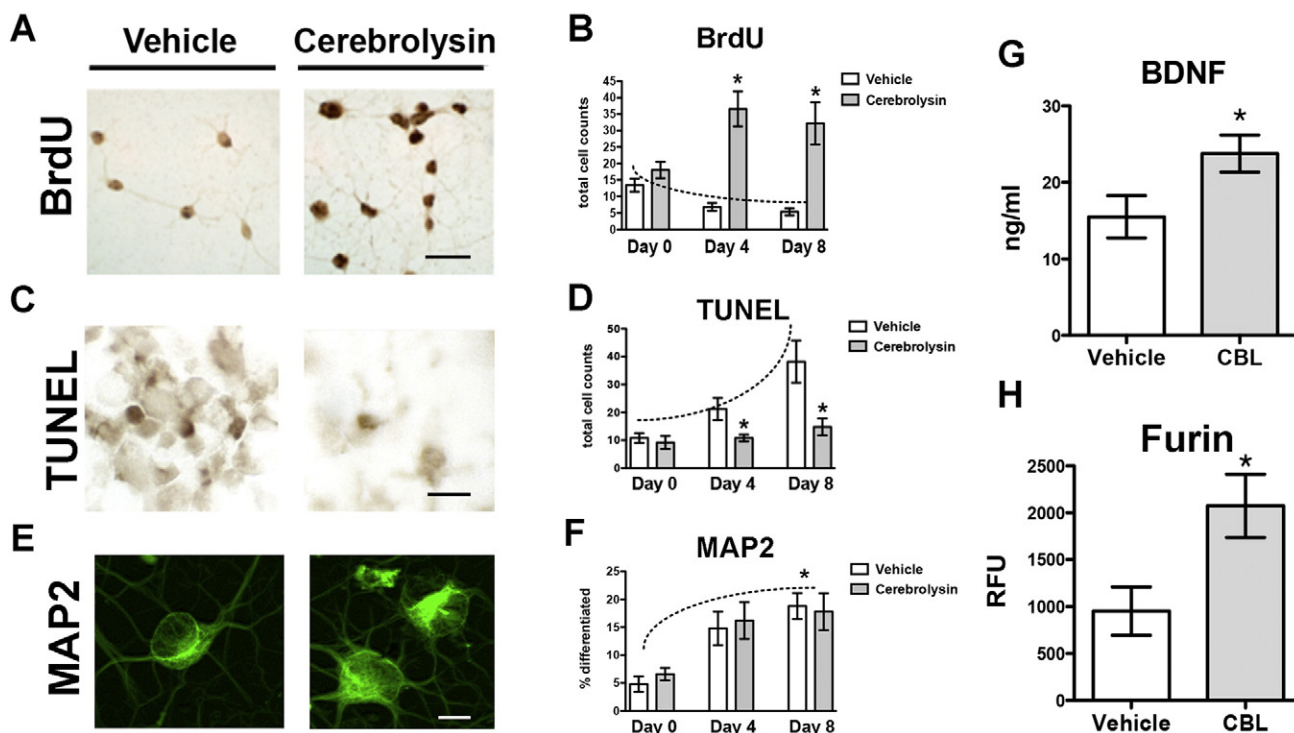 A
Vehicle
Cerebrolysin
BrdU
B
BrdU
Vehicle
Cerebrolysin
total cell counts
45
40
35
30
25
20
15
10
5
0
*
*
Day 0
Day 4
Day 8
C
TUNEL
D
TUNEL
Vehicle
Cerebrolysin
total cell counts
50
40
30
20
10
0
*
*
Day 0
Day 4
Day 8
E
MAP2
F
MAP2
Vehicle
Cerebrolysin
% differentiated
25
20
15
10
5
0
*
Day 0
Day 4
Day 8
G
BDNF
ng/ml
30
20
10
0
*
Vehicle
CBL
H
Furin
RFU
2500
2000
1500
1000
500
0
*
Vehicle
CBL